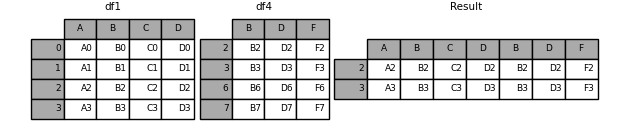 df1 df4 Result
A B C D B D F A B C D B D F
0 A0 B0 C0 D0 2 B2 D2 F2
1 A1 B1 C1 D1 3 B3 D3 F3 2 A2 B2 C2 D2 B2 D2 F2
2 A2 B2 C2 D2 6 B6 D6 F6 3 A3 B3 C3 D3 B3 D3 F3
3 A3 B3 C3 D3 7 B7 D7 F7